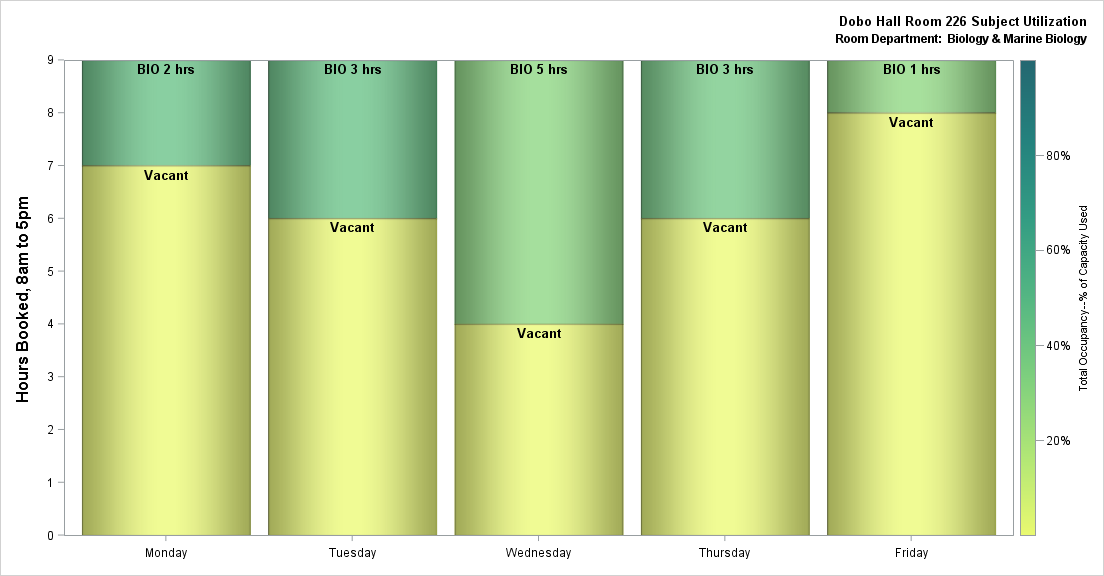 Dobo Hall Room 226 Subject Utilization
Room Department: Biology & Marine Biology
Hours Booked, 8am to 5pm
9
8
7
6
5
4
3
2
1
0
BIO 2 hrs
Vacant
BIO 3 hrs
Vacant
BIO 5 hrs
Vacant
BIO 3 hrs
Vacant
BIO 1 hrs
Vacant
Monday
Tuesday
Wednesday
Thursday
Friday
80%
60%
40%
20%
Total Occupancy--% of Capacity Used